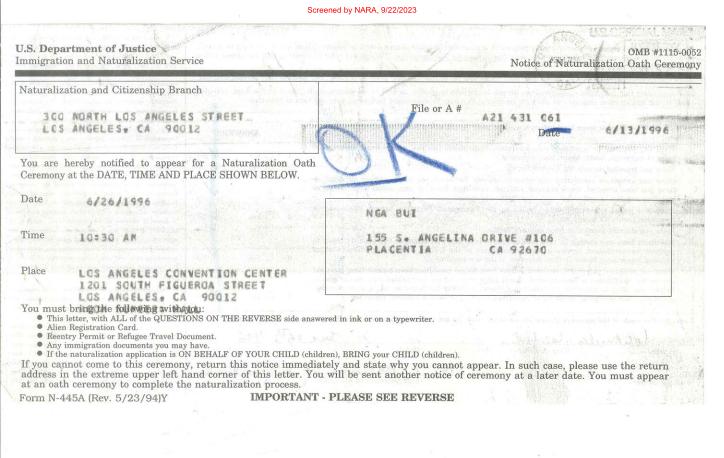 Screened by NARA, 9/22/2023
U.S. Department of Justice
Immigration and Naturalization Service
OMB #1115-0052
Notice of Naturalization Oath Ceremony
Naturalization and Citizenship Branch
300 NORTH LOS ANGELES STREET
LOS ANGELES, CA 90012
File or A #
A21 431 061
Date 6/13/1996
OK
You are hereby notified to appear for a Naturalization Oath
Ceremony at the DATE, TIME AND PLACE SHOWN BELOW.
Date 6/26/1996
Time 10:30 AM
Place LOS ANGELES CONVENTION CENTER
1201 SOUTH FIGUEROA STREET
LOS ANGELES, CA 90012
NGA BUI
155 S. ANGELINA DRIVE #106
PLACENTIA CA 92670
You must bring the following with you:
● This letter, with ALL of the QUESTIONS ON THE REVERSE side answered in ink or on a typewriter.
● Alien Registration Card.
● Reentry Permit or Refugee Travel Document.
● Any immigration documents you may have.
● If the naturalization application is ON BEHALF OF YOUR CHILD (children), BRING your CHILD (children).
If you cannot come to this ceremony, return this notice immediately and state why you cannot appear. In such case, please use the return
address in the extreme upper left hand corner of this letter. You will be sent another notice of ceremony at a later date. You must appear
at an oath ceremony to complete the naturalization process.
Form N-445A (Rev. 5/23/94)Y
IMPORTANT - PLEASE SEE REVERSE